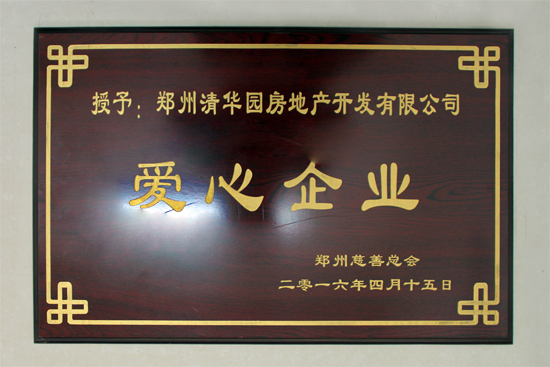 授予：郑州清华园房地产开发有限公司
爱心企业
郑州慈善总会
二零一六年四月十五日